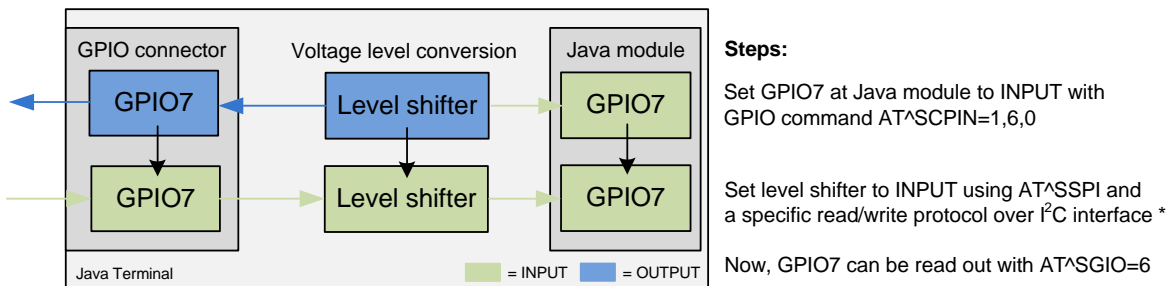 GPIO connector
Voltage level conversion
Java module
GPIO7
Level shifter
GPIO7
GPIO7
Level shifter
GPIO7
Java Terminal
= INPUT
= OUTPUT
Steps:
Set GPIO7 at Java module to INPUT with
GPIO command AT^SCPIN=1,6,0
Set level shifter to INPUT using AT^SSPI and
a specific read/write protocol over I²C interface *
Now, GPIO7 can be read out with AT^SGIO=6